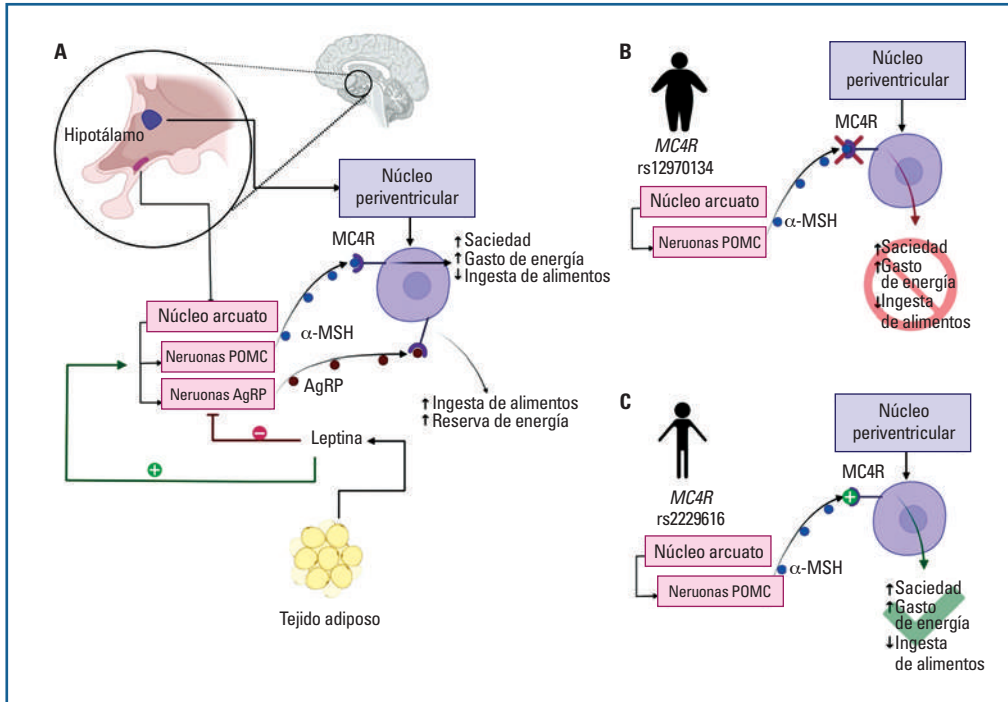 A
Hipotálamo
Núcleo
periventricular
MC4R
↑Saciedad
↑Gasto de energía
↓Ingesta de alimentos
Núcleo arcuato
α-MSH
Neruonas POMC
Neruonas AgRP
AgRP
↑Ingesta de alimentos
↑Reserva de energía
−
Leptina
+
Tejido adiposo
B
Núcleo
periventricular
MC4R
MC4R
rs12970134
Núcleo arcuato
Neruonas POMC
α-MSH
↑Saciedad
↑Gasto
de energía
↓Ingesta
de alimentos
C
Núcleo
periventricular
MC4R
+
MC4R
rs2229616
Núcleo arcuato
Neruonas POMC
α-MSH
↑Saciedad
↑Gasto
de energía
↓Ingesta
de alimentos